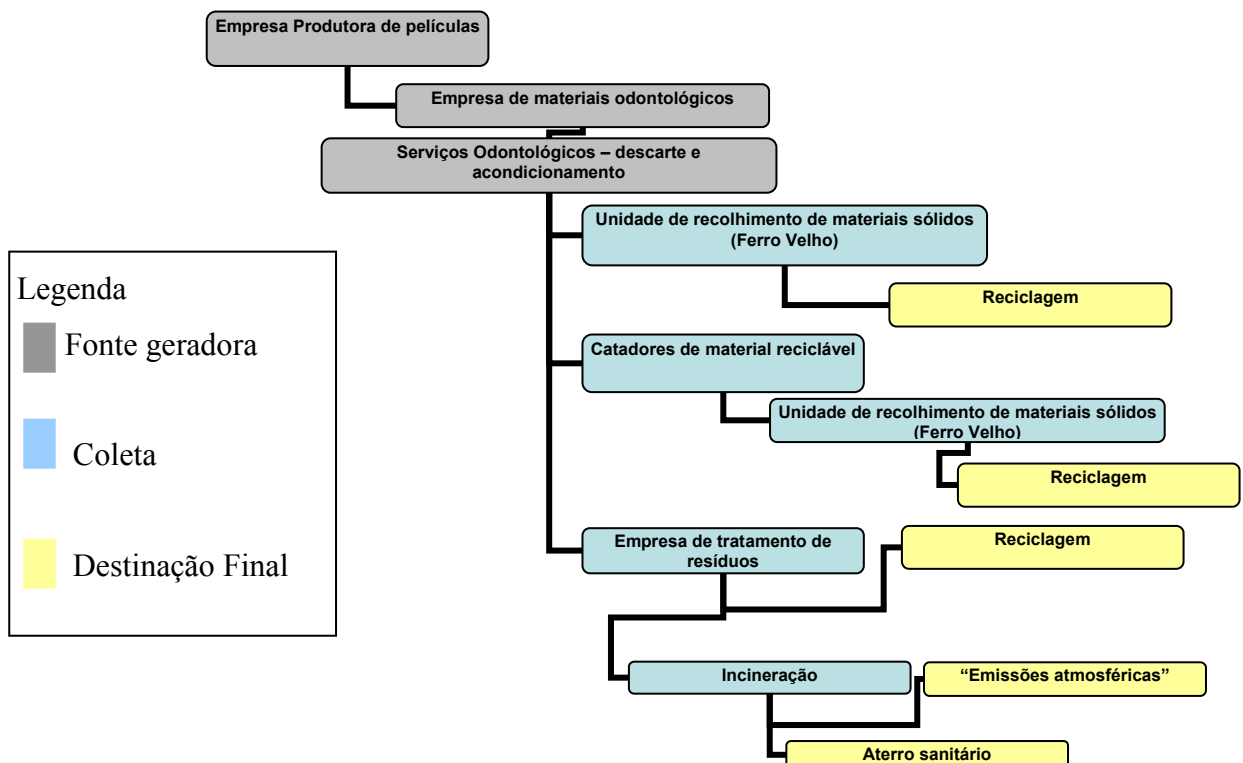 Empresa Produtora de películas
Empresa de materiais odontológicos
Serviços Odontológicos – descarte e
acondicionamento
Unidade de recolhimento de materiais sólidos
(Ferro Velho)
Reciclagem
Legenda
Fonte geradora
Coleta
Destinação Final
Catadores de material reciclável
Unidade de recolhimento de materiais sólidos
(Ferro Velho)
Reciclagem
Empresa de tratamento de
resíduos
Reciclagem
Incineração
“Emissões atmosféricas”
Aterro sanitário